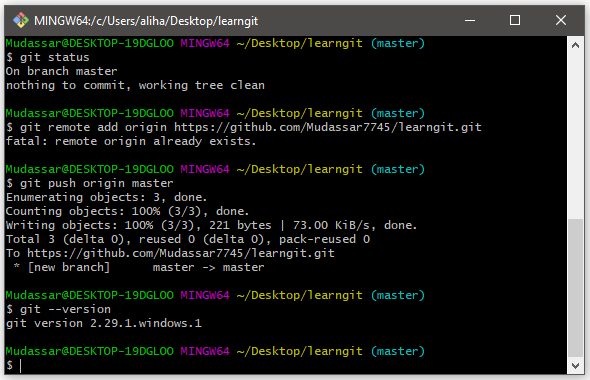 MINGW64:/c/Users/aliha/Desktop/learngit
Mudassar@DESKTOP-19DGLOO MINGW64 ~/Desktop/learngit (master)
$ git status
On branch master
nothing to commit, working tree clean
Mudassar@DESKTOP-19DGLOO MINGW64 ~/Desktop/learngit (master)
$ git remote add origin https://github.com/Mudassar7745/learngit.git
fatal: remote origin already exists.
Mudassar@DESKTOP-19DGLOO MINGW64 ~/Desktop/learngit (master)
$ git push origin master
Enumerating objects: 3, done.
Counting objects: 100% (3/3), done.
Writing objects: 100% (3/3), 221 bytes | 73.00 KiB/s, done.
Total 3 (delta 0), reused 0 (delta 0), pack-reused 0
To https://github.com/Mudassar7745/learngit.git
 * [new branch]      master -> master
Mudassar@DESKTOP-19DGLOO MINGW64 ~/Desktop/learngit (master)
$ git --version
git version 2.29.1.windows.1
Mudassar@DESKTOP-19DGLOO MINGW64 ~/Desktop/learngit (master)
$